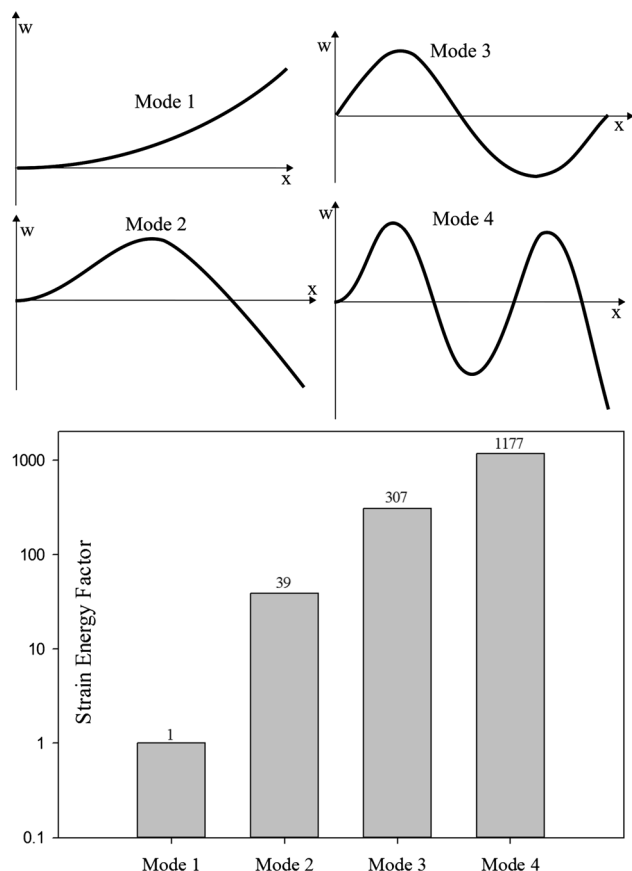 w
Mode 1
x
w
Mode 3
x
w
Mode 2
x
w
Mode 4
x
Strain Energy Factor
1000
100
10
1
0.1
1
39
307
1177
Mode 1 Mode 2 Mode 3 Mode 4